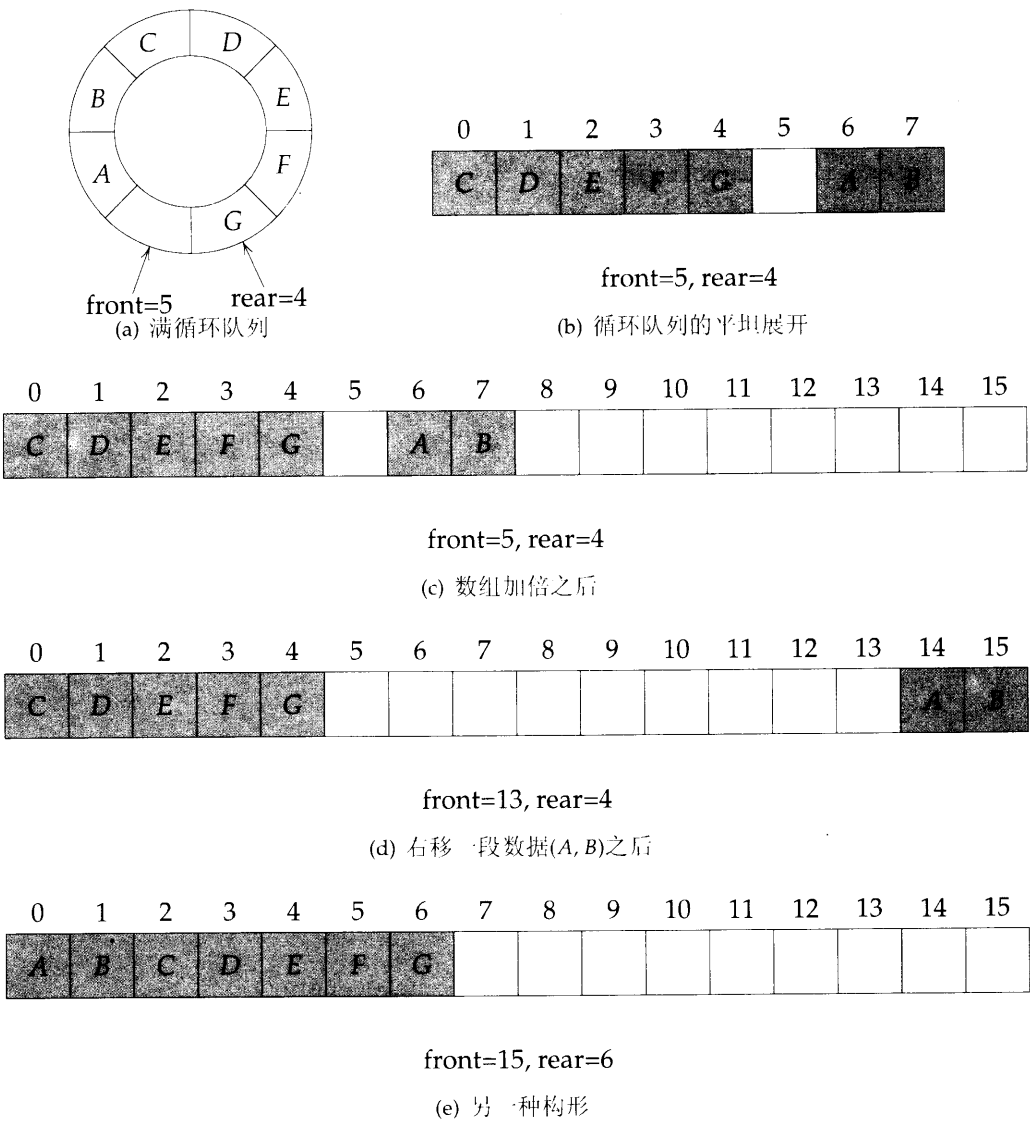 C D
B E
A F
G
front=5 rear=4
(a) 满循环队列
0 1 2 3 4 5 6 7
C D E F G A B
front=5, rear=4
(b) 循环队列的平坦展开
0 1 2 3 4 5 6 7 8 9 10 11 12 13 14 15
C D E F G A B
front=5, rear=4
(c) 数组加倍之后
0 1 2 3 4 5 6 7 8 9 10 11 12 13 14 15
C D E F G A B
front=13, rear=4
(d) 右移一段数据(A, B)之后
0 1 2 3 4 5 6 7 8 9 10 11 12 13 14 15
A B C D E F G
front=15, rear=6
(e) 另一种构形